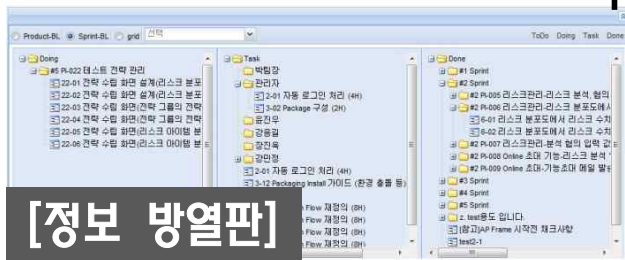 Product-BL Sprint-BL grid 선택
ToDo Doing Task Done
Doing
#5 PI-022 테스트 전략 관리
22-01 전략 수립 화면 설계(리스크 분포
22-02 전략 수립 화면 설계(리스크 분포
22-03 전략 수립 화면(전략 그룹의 전략
22-04 전략 수립 화면(전략 그룹의 전략
22-05 전략 수립 화면(리스크 아이템 분
22-06 전략 수립 화면(리스크 아이템 분
Task
박팀장
관리자
2-01 자동 로그인 처리 (4H)
3-02 Package 구성 (2H)
윤진우
강용길
장진욱
강민정
2-01 자동 로그인 처리 (4H)
3-12 Packaging Install 가이드 (환경 충돌 등)
Flow 재정의 (8H)
Flow 재정의 (8H)
Flow 재정의 (8H)
Flow 재정의 (8H)
Done
#1 Sprint
#2 Sprint
#2 PI-005 리스크관리-리스크 분석, 협의
#2 PI-006 리스크관리-리스크 분포도에서
6-01 리스크 분포도에서 리스크 수치
6-02 리스크 분포도에서 리스크 수치
#2 PI-007 리스크관리-분석 협의 입력 값
#2 PI-008 Online 초대 기능-리스크 분석
#2 PI-009 Online 초대-기능초대 메일 발송
#3 Sprint
#4 Sprint
#5 Sprint
z. test용도 입니다.
[참고]AP Frame 시작전 체크사항
test2-1
[정보 방열판]